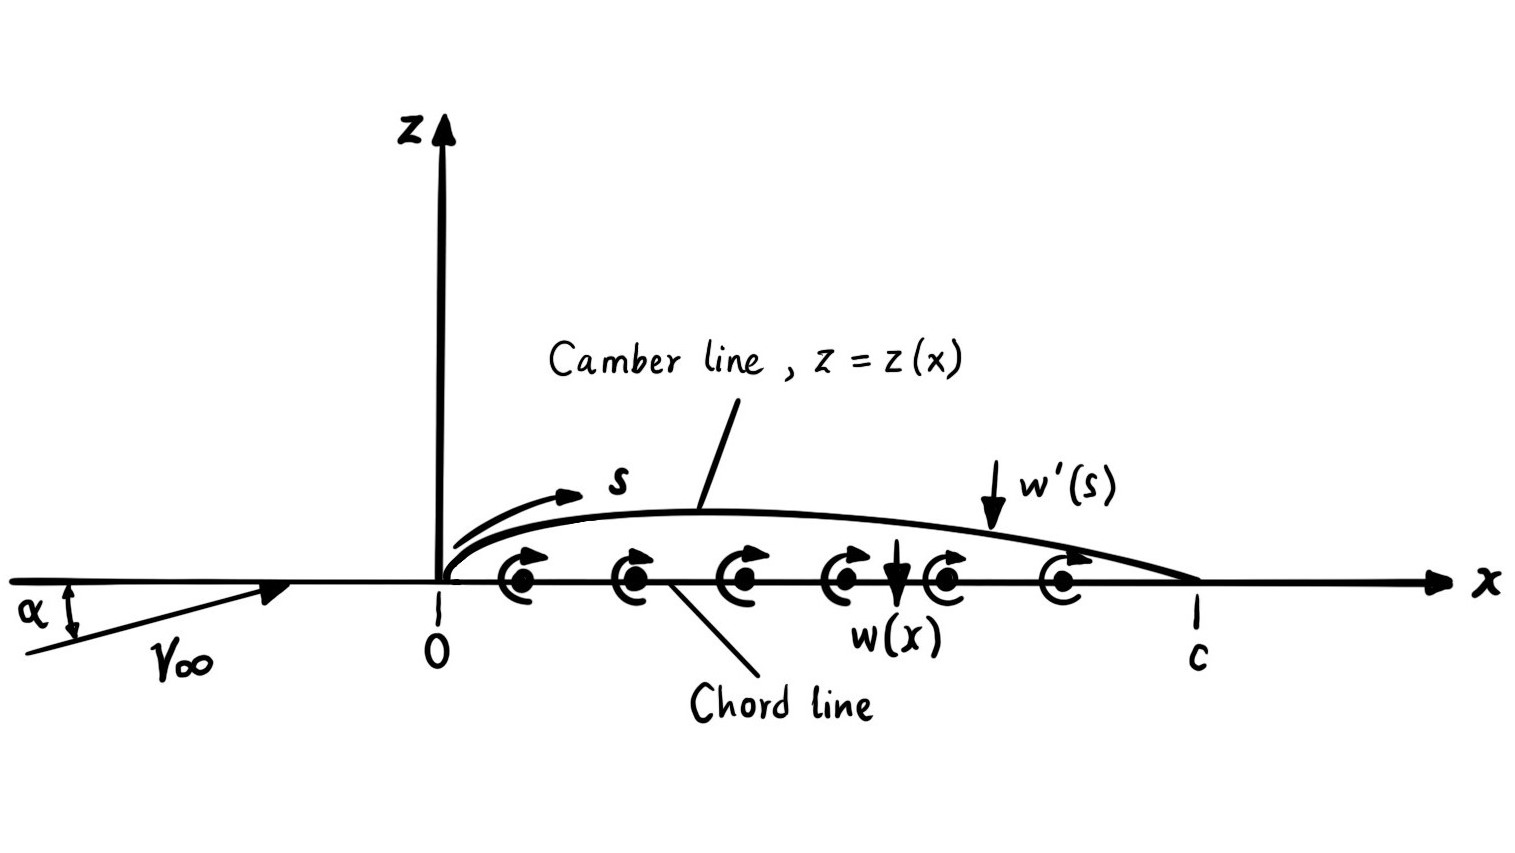 z
Camber line , z = z(x)
s
w'(s)
x
α
V∞
0
w(x)
c
Chord line